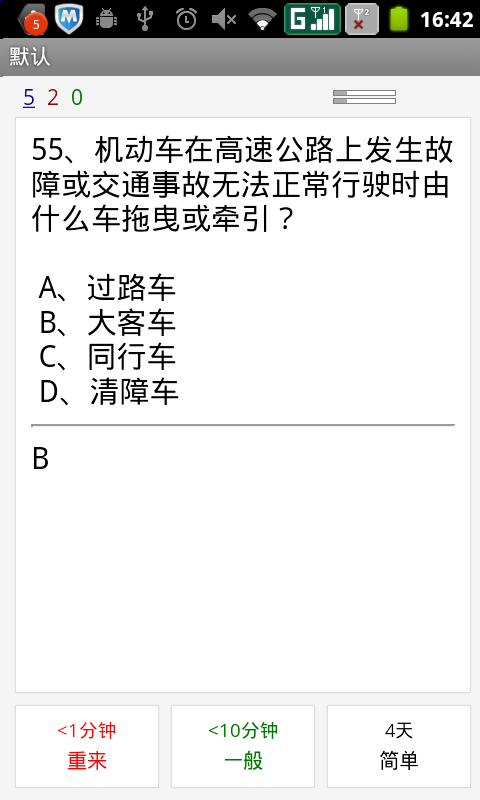 5 M G 1 2 16:42
默认
5 2 0
55、机动车在高速公路上发生故
障或交通事故无法正常行驶时由
什么车拖曳或牵引？
A、过路车
B、大客车
C、同行车
D、清障车
B
<1分钟 <10分钟 4天
重来 一般 简单